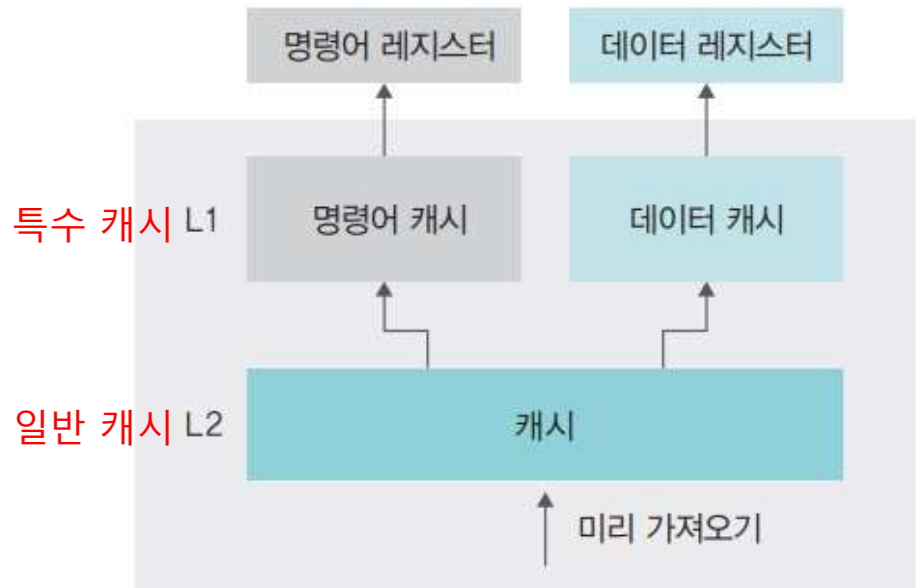 명령어 레지스터
데이터 레지스터
특수 캐시 L1
명령어 캐시
데이터 캐시
일반 캐시 L2
캐시
미리 가져오기